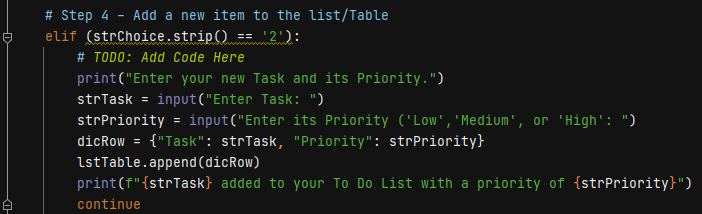 # Step 4 - Add a new item to the list/Table
elif (strChoice.strip() == '2'):
# TODO: Add Code Here
print("Enter your new Task and its Priority.")
strTask = input("Enter Task: ")
strPriority = input("Enter its Priority ('Low','Medium', or 'High': ")
dicRow = {"Task": strTask, "Priority": strPriority}
lstTable.append(dicRow)
print(f"{strTask} added to your To Do List with a priority of {strPriority}")
continue